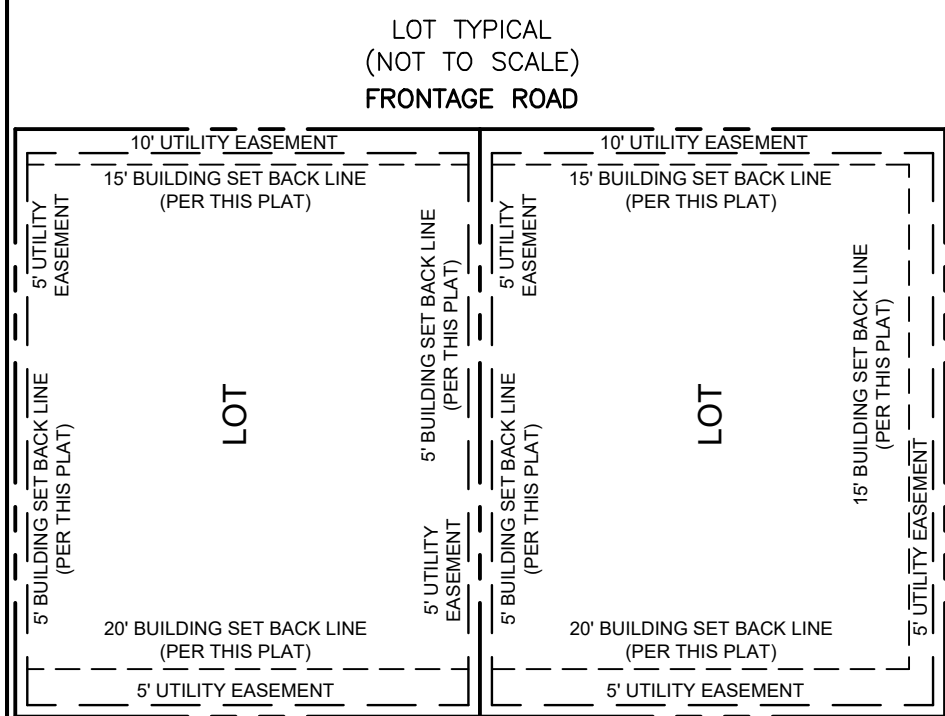 LOT TYPICAL
(NOT TO SCALE)
FRONTAGE ROAD
10' UTILITY EASEMENT
15' BUILDING SET BACK LINE
(PER THIS PLAT)
5' UTILITY
EASEMENT
5' BUILDING SET BACK LINE
(PER THIS PLAT)
LOT
5' BUILDING SET BACK LINE
(PER THIS PLAT)
5' UTILITY
EASEMENT
20' BUILDING SET BACK LINE
(PER THIS PLAT)
5' UTILITY EASEMENT
10' UTILITY EASEMENT
15' BUILDING SET BACK LINE
(PER THIS PLAT)
5' UTILITY
EASEMENT
5' BUILDING SET BACK LINE
(PER THIS PLAT)
LOT
15' BUILDING SET BACK LINE
(PER THIS PLAT)
5' UTILITY EASEMENT
20' BUILDING SET BACK LINE
(PER THIS PLAT)
5' UTILITY EASEMENT